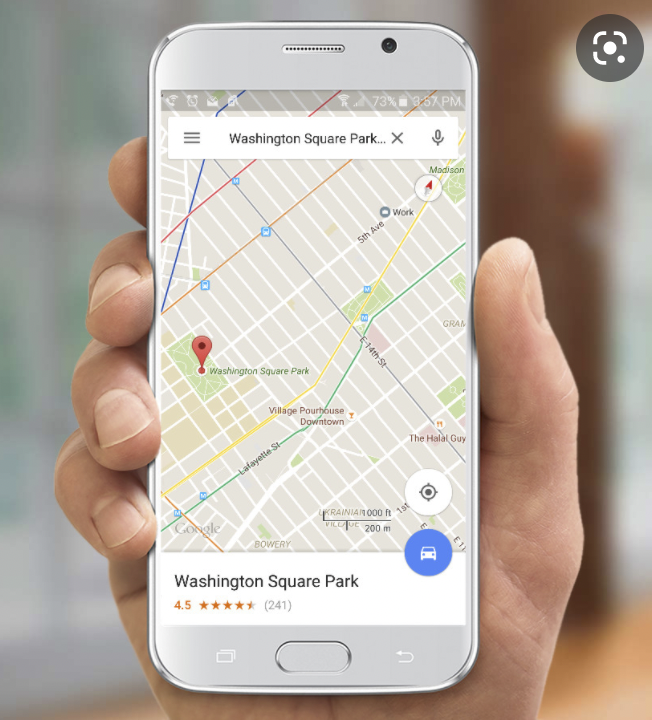 73% 3:57 PM
Washington Square Park...
Madison
Work
5th Ave
GRAM
E 14th St
Washington Square Park
Village Pourhouse
Downtown
The Halal Guy
Lafayette St
UKRAINIAN
VILLAGE
1000 ft
200 m
1st
E
E 1
Google
BOWERY
Washington Square Park
4.5 (241)